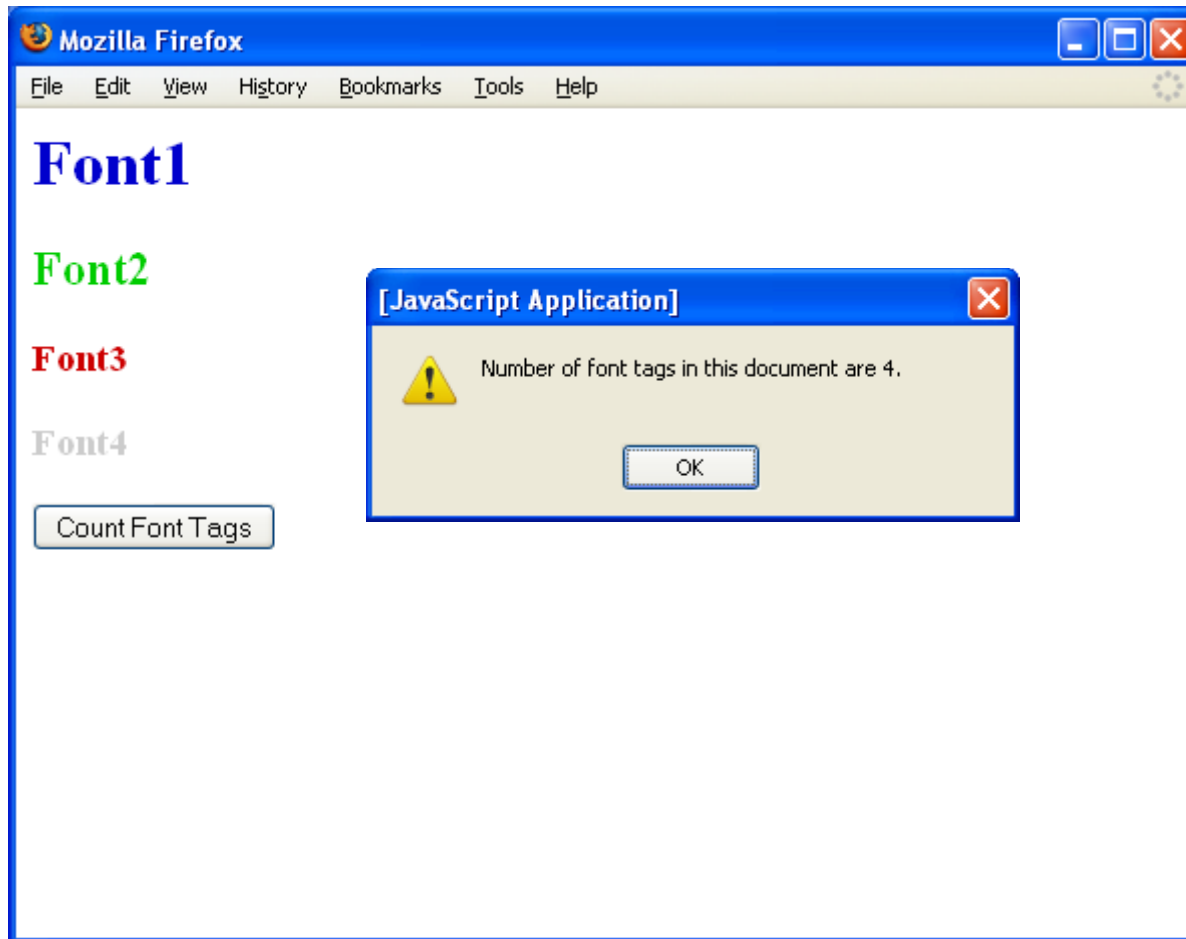 Mozilla Firefox
File Edit View History Bookmarks Tools Help
Font1
Font2
[JavaScript Application]
Number of font tags in this document are 4.
Font3
Font4
OK
Count Font Tags